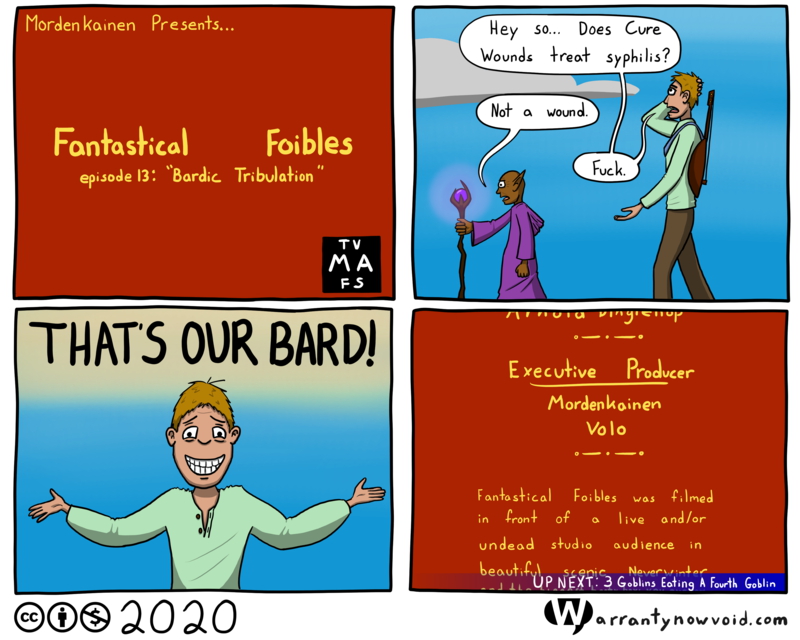 Mordenkainen Presents...
Fantastical Foibles
episode 13: "Bardic Tribulation"
TV
MA
FS
Hey so... Does Cure
Wounds treat syphilis?
Not a wound.
Fuck.
THAT'S OUR BARD!
Executive Producer
Mordenkainen
Volo
Fantastical Foibles was filmed
in front of a live and/or
undead studio audience in
beautiful scenic Neverwinter
UP NEXT: 3 Goblins Eating A Fourth Goblin
cc 2020
Warrantynowvoid.com